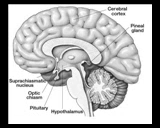 Cerebral
cortex
Pineal
gland
Suprachiasmatic
nucleus
Optic
chiasm
Pituitary
Hypothalamus